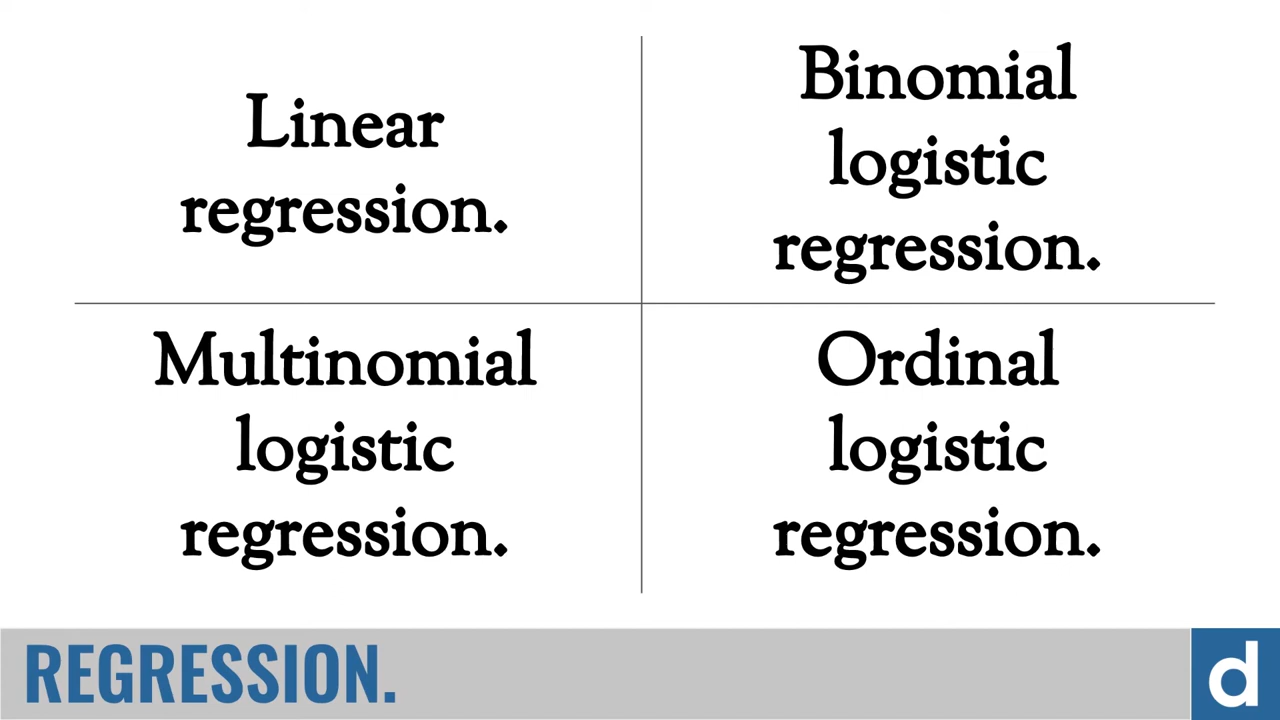 Linear
regression.
Binomial
logistic
regression.
Multinomial
logistic
regression.
Ordinal
logistic
regression.
REGRESSION.
d